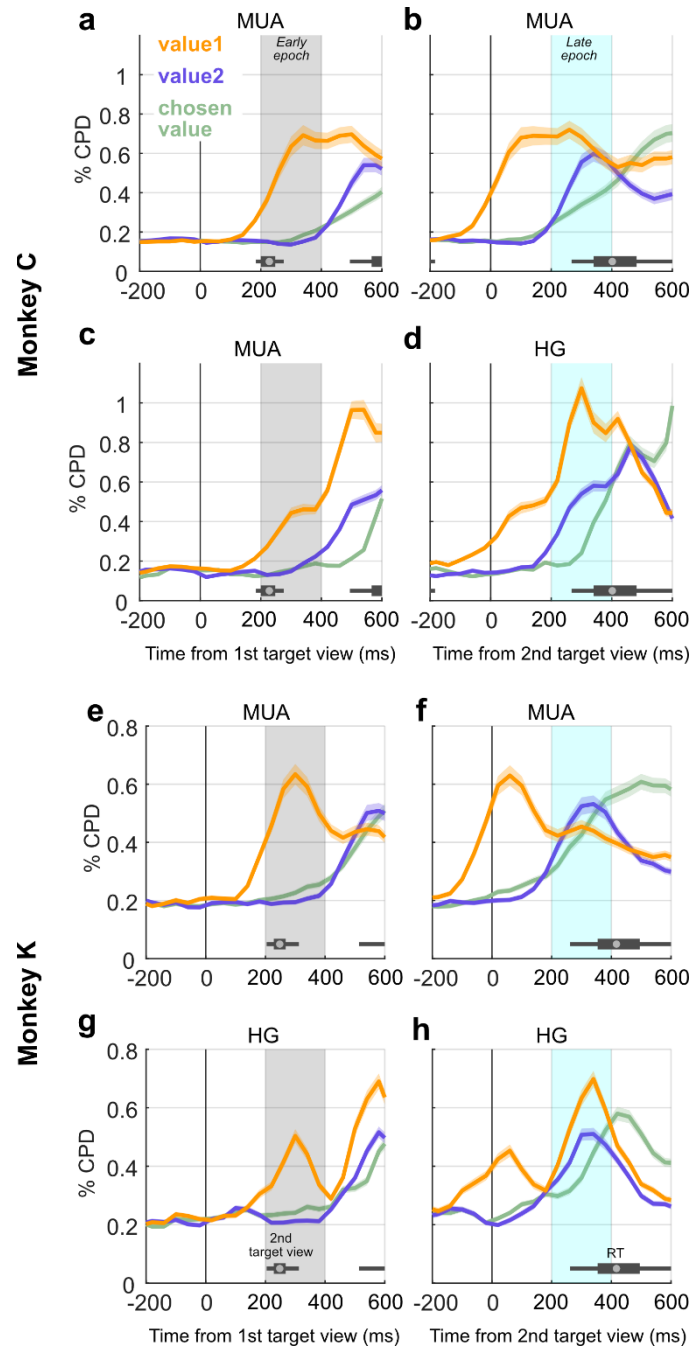 a
MUA
b
MUA
value1
value2
chosen
value
Early
epoch
Late
epoch
% CPD
1
0.8
0.6
0.4
0.2
0
-200 0 200 400 600
-200 0 200 400 600
Monkey C
c
MUA
d
HG
% CPD
1
0.8
0.6
0.4
0.2
0
-200 0 200 400 600
-200 0 200 400 600
Time from 1st target view (ms)
Time from 2nd target view (ms)
e
MUA
f
MUA
% CPD
0.8
0.6
0.4
0.2
0
-200 0 200 400 600
-200 0 200 400 600
Monkey K
g
HG
h
HG
% CPD
0.8
0.6
0.4
0.2
0
2nd
target view
RT
-200 0 200 400 600
-200 0 200 400 600
Time from 1st target view (ms)
Time from 2nd target view (ms)